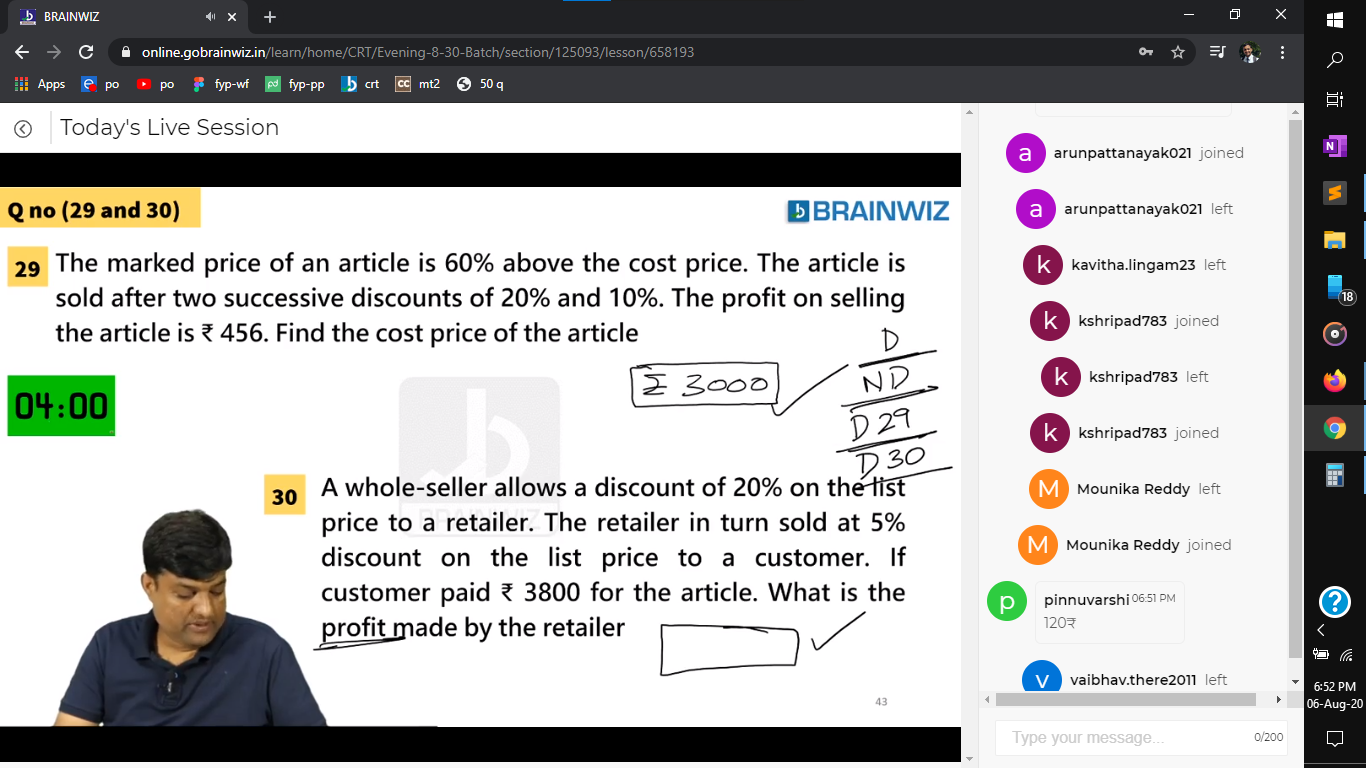 BRAINWIZ
online.gobrainwiz.in/learn/home/CRT/Evening-8-30-Batch/section/125093/lesson/658193
Apps po po fyp-wf fyp-pp crt CC mt2 50 q
Today's Live Session
Q no (29 and 30)
BRAINWIZ
29 The marked price of an article is 60% above the cost price. The article is
sold after two successive discounts of 20% and 10%. The profit on selling
the article is ₹ 456. Find the cost price of the article
D
ND
D 29
D 30
₹ 3000
04:00
BRAINWIZ
30 A whole-seller allows a discount of 20% on the list
price to a retailer. The retailer in turn sold at 5%
discount on the list price to a customer. If
customer paid ₹ 3800 for the article. What is the
profit made by the retailer
43
a arunpattanayak021 joined
a arunpattanayak021 left
k kavitha.lingam23 left
k kshripad783 joined
k kshripad783 left
k kshripad783 joined
M Mounika Reddy left
M Mounika Reddy joined
p pinnuvarshi 06:51 PM
120₹
v vaibhav.there2011 left
Type your message... 0/200
N
18
?
6:52 PM
06-Aug-20